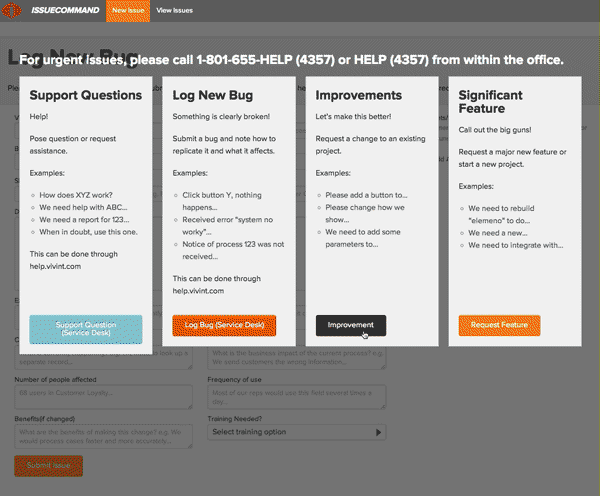 ISSUECOMMAND
New Issue
View Issues
Log New Bug
For urgent issues, please call 1-801-655-HELP (4357) or HELP (4357) from within the office.
Support Questions
Help!
Pose question or request
assistance.
Examples:
How does XYZ work?
We need help with ABC...
We need a report for 123...
When in doubt, use this one.
This can be done through
help.vivint.com
Support Question
(Service Desk)
Log New Bug
Something is clearly broken!
Submit a bug and note how to
replicate it and what it affects.
Examples:
Click button Y, nothing
happens...
Received error "system no
worky"...
Notice of process 123 was
not received...
This can be done through
help.vivint.com
Log Bug (Service Desk)
Improvements
Let's make this better!
Request a change to an existing
project.
Examples:
Please add a button to...
Please change how we
show...
We need to add some
parameters to...
Improvement
Significant
Feature
Call out the big guns!
Request a major new feature or
start a new project.
Examples:
We need to rebuild
"elemeno" to do...
We need a new...
We need to integrate with...
Request Feature
look up a
separate record...
What is the business impact of the current process? e.g.
We send customers the wrong information...
Number of people affected
Frequency of use
68 users in Customer Loyalty...
Most of our reps would use this field several times a
day...
Benefits(if changed)
Training Needed?
What are the benefits of making this change? e.g. We
would process orders faster and more accurately...
Select training option
Submit Issue